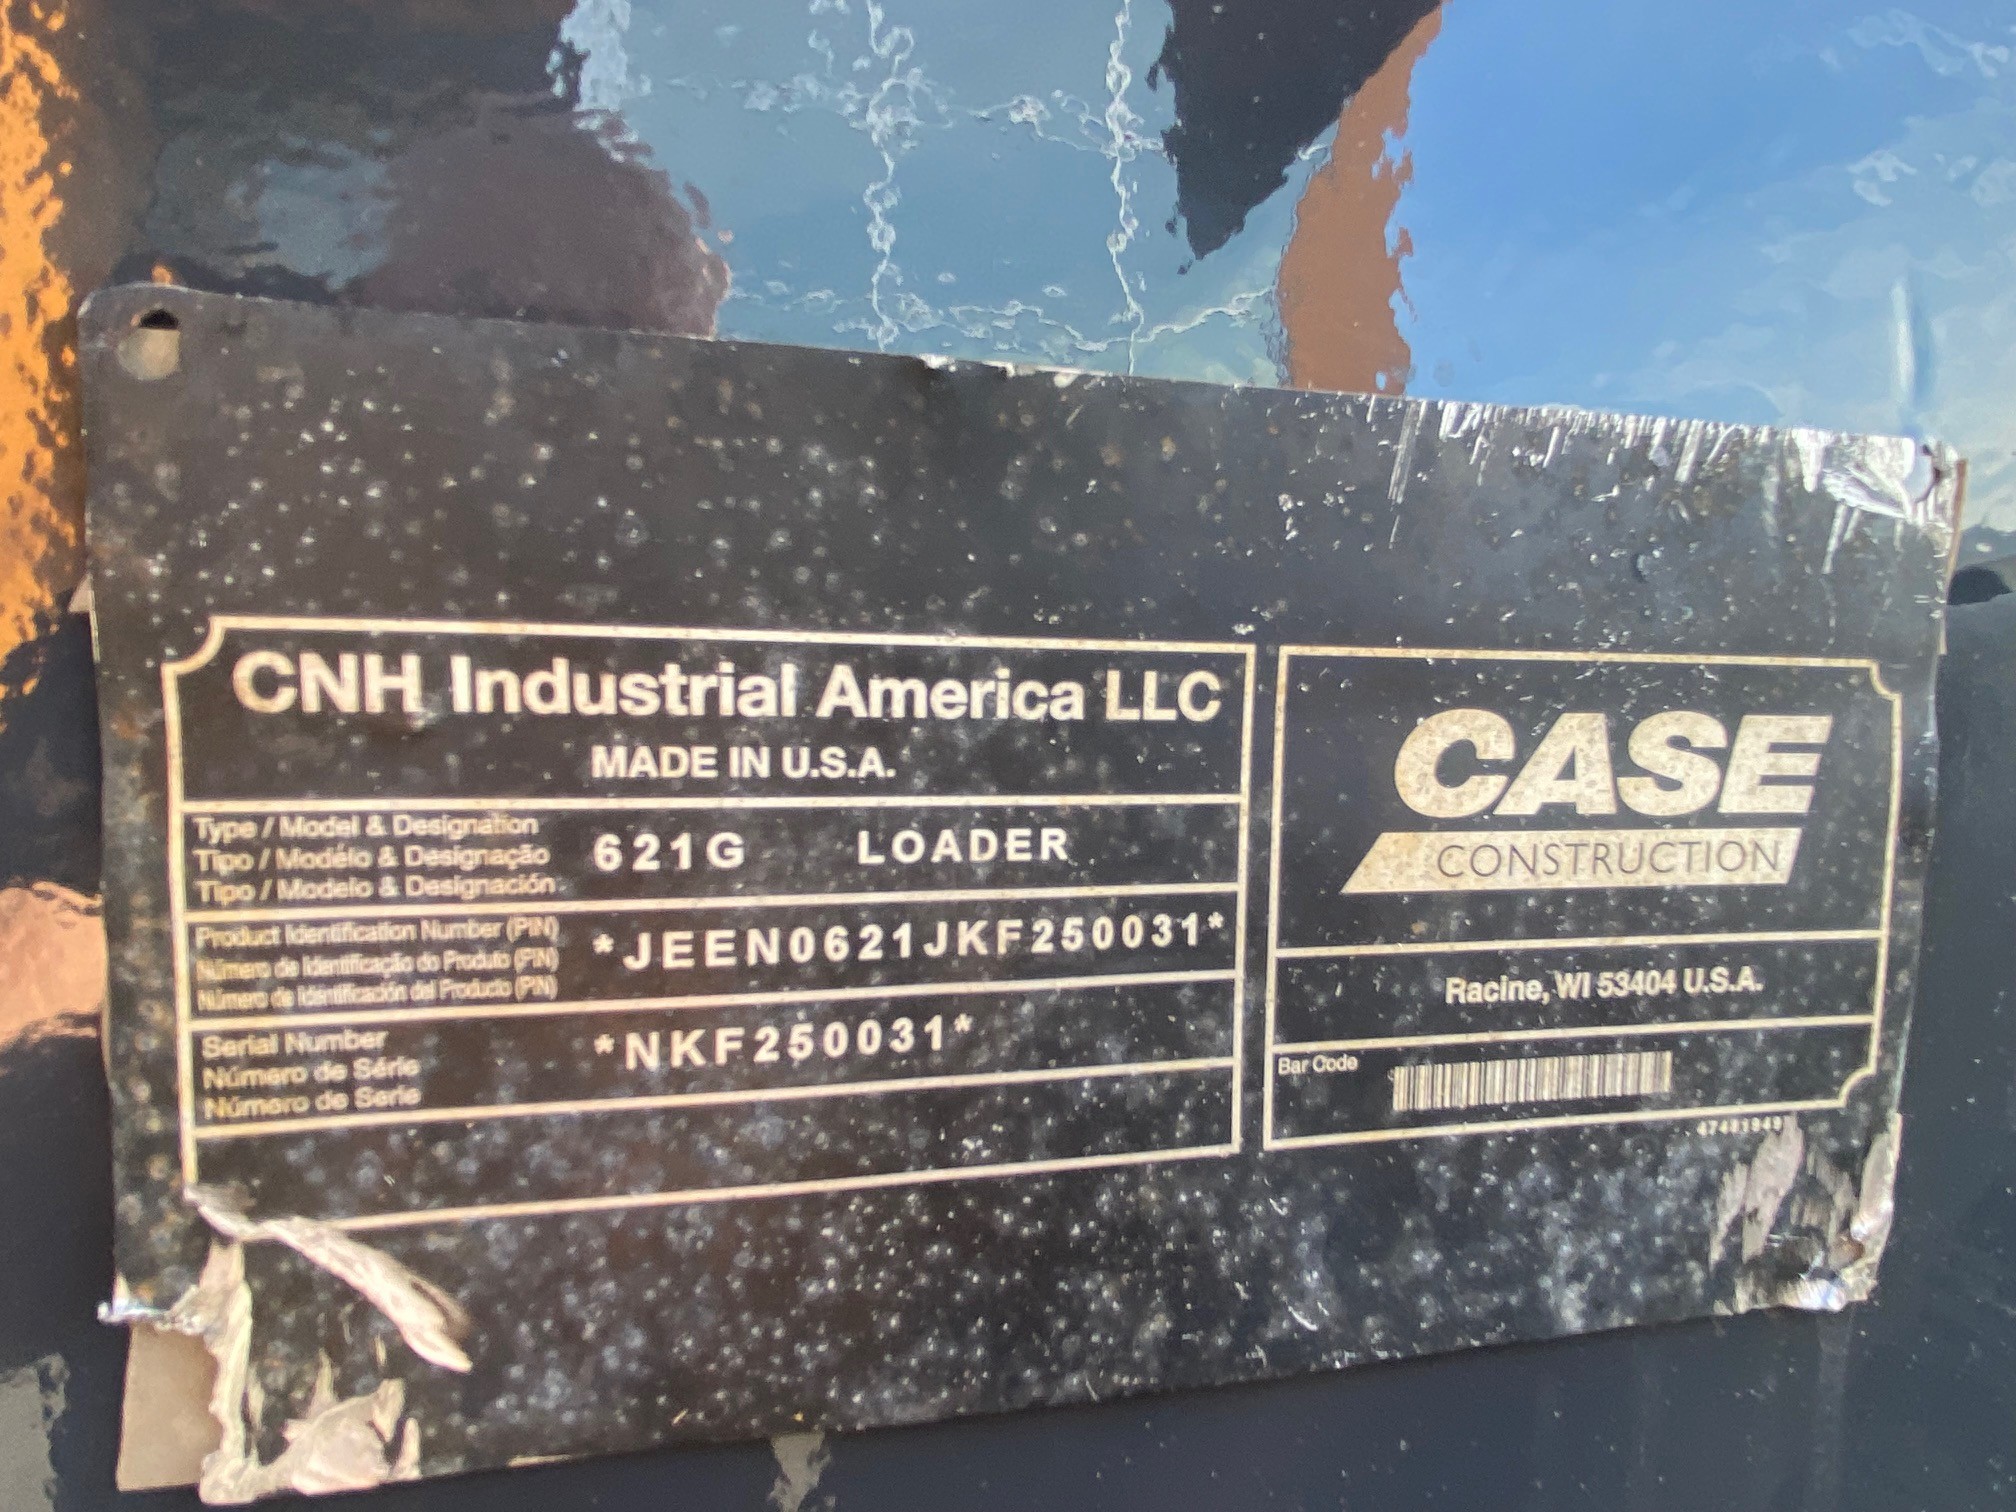 CNH Industrial America LLC
MADE IN U.S.A.
Type / Model & Designation
Tipo / Modélo & Designação
Tipo / Modelo & Designación
621G LOADER
Product Identification Number (PIN)
Número de Identificação do Produto (PIN)
Número de Identificación del Producto (PIN)
*JEEN0621JKF250031*
Serial Number
Número de Série
Número de Serie
*NKF250031*
CASE
CONSTRUCTION
Racine, WI 53404 U.S.A.
Bar Code